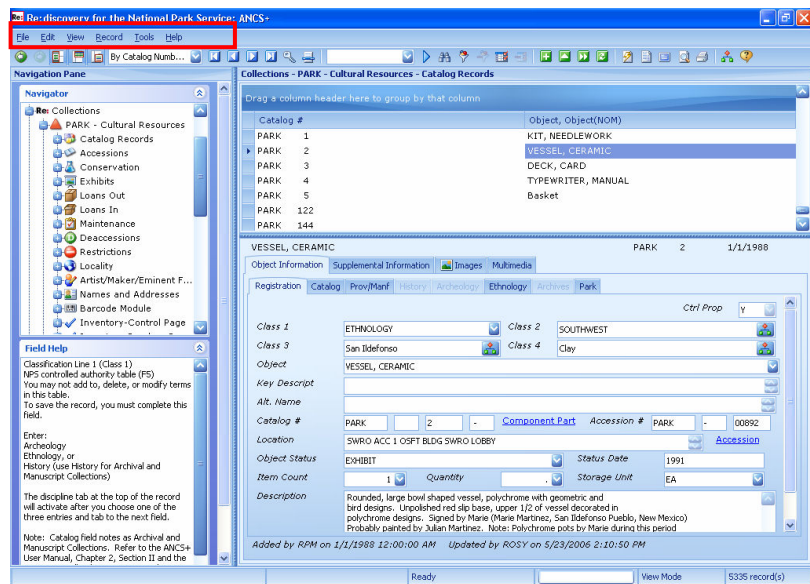 Re:discovery for the National Park Service: ANCS+
File Edit View Record Tools Help
By Catalog Numb...
Navigation Pane
Collections - PARK - Cultural Resources - Catalog Records
Navigator
Re: Collections
PARK - Cultural Resources
Catalog Records
Accessions
Conservation
Exhibits
Loans Out
Loans In
Maintenance
Deaccessions
Restrictions
Locality
Artist/Maker/Eminent F...
Names and Addresses
Barcode Module
Inventory-Control Page
Field Help
Classification Line 1 (Class 1)
NPS controlled authority table (F5)
You may not add to, delete, or modify terms
in this table.
To save the record, you must complete this
field.
Enter:
Archeology
Ethnology, or
History (use History for Archival and
Manuscript Collections)
The discipline tab at the top of the record
will activate after you choose one of the
three entries and tab to the next field.
Note: Catalog field notes as Archival and
Manuscript Collections. Refer to the ANCS+
User Manual, Chapter 2, Section II and the
Drag a column header here to group by that column
Catalog # Object, Object(NOM)
PARK 1 KIT, NEEDLEWORK
PARK 2 VESSEL, CERAMIC
PARK 3 DECK, CARD
PARK 4 TYPEWRITER, MANUAL
PARK 5 Basket
PARK 122
PARK 144
VESSEL, CERAMIC PARK 2 1/1/1988
Object Information Supplemental Information Images Multimedia
Registration Catalog Prov/Manf History Archeology Ethnology Archives Park
Ctrl Prop Y
Class 1 ETHNOLOGY Class 2 SOUTHWEST
Class 3 San Ildefonso Class 4 Clay
Object VESSEL, CERAMIC
Key Descript
Alt. Name
Catalog # PARK 2 - Component Part Accession # PARK - 00892
Location SWRO ACC 1 OSFT BLDG SWRO LOBBY Accession
Object Status EXHIBIT Status Date 1991
Item Count 1 Quantity . Storage Unit EA
Description Rounded, large bowl shaped vessel, polychrome with geometric and
bird designs. Unpolished red slip base, upper 1/2 of vessel decorated in
polychrome designs. Signed by Marie (Marie Martinez, San Ildefonso Pueblo, New Mexico)
Probably painted by Julian Martinez. Note: Polychrome pots by Marie during this period
Added by RPM on 1/1/1988 12:00:00 AM Updated by ROSY on 5/23/2006 2:10:50 PM
Ready View Mode 5335 record(s)